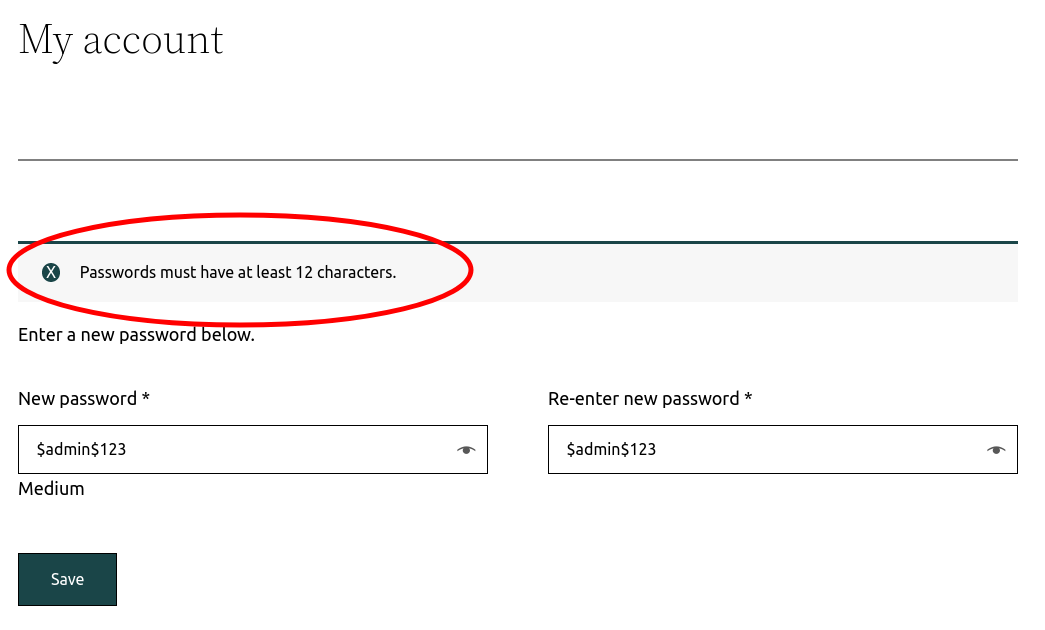 My account
X Passwords must have at least 12 characters.
Enter a new password below.
New password * Re-enter new password *
$admin$123 $admin$123
Medium
Save